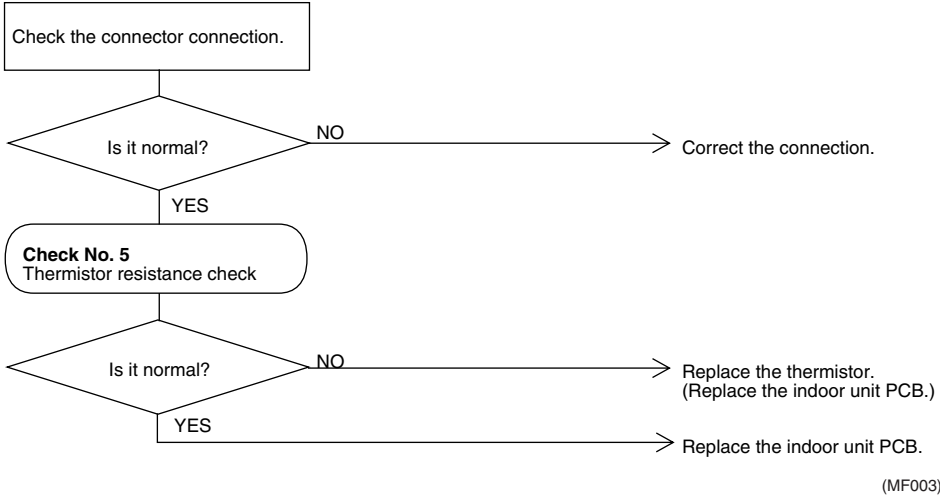 Check the connector connection.
Is it normal?
NO
Correct the connection.
YES
Check No. 5
Thermistor resistance check
Is it normal?
NO
Replace the thermistor.
(Replace the indoor unit PCB.)
YES
Replace the indoor unit PCB.
(MF003)